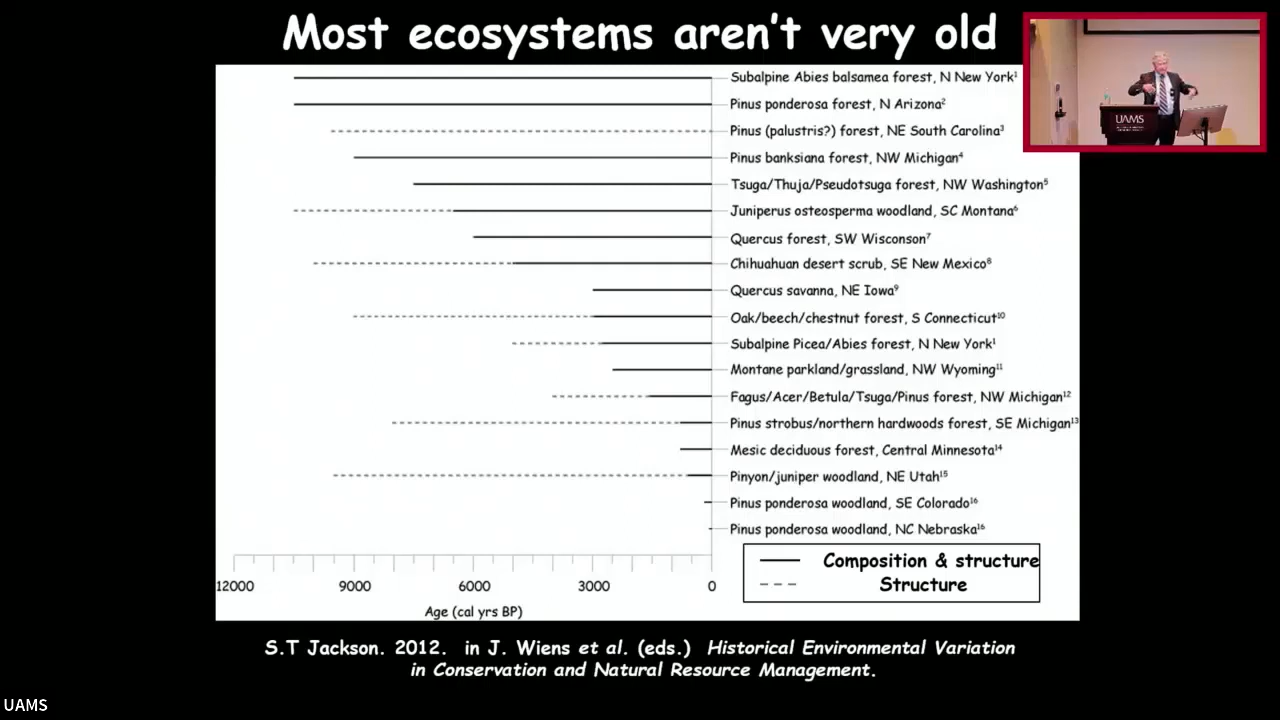 Most ecosystems aren't very old
Subalpine Abies balsamea forest, N New York¹
Pinus ponderosa forest, N Arizona²
Pinus (palustris?) forest, NE South Carolina³
Pinus banksiana forest, NW Michigan⁴
Tsuga/Thuja/Pseudotsuga forest, NW Washington⁵
Juniperus osteosperma woodland, SC Montana⁶
Quercus forest, SW Wisconson⁷
Chihuahuan desert scrub, SE New Mexico⁸
Quercus savanna, NE Iowa⁹
Oak/beech/chestnut forest, S Connecticut¹⁰
Subalpine Picea/Abies forest, N New York¹
Montane parkland/grassland, NW Wyoming¹¹
Fagus/Acer/Betula/Tsuga/Pinus forest, NW Michigan¹²
Pinus strobus/northern hardwoods forest, SE Michigan¹³
Mesic deciduous forest, Central Minnesota¹⁴
Pinyon/juniper woodland, NE Utah¹⁵
Pinus ponderosa woodland, SE Colorado¹⁶
Pinus ponderosa woodland, NC Nebraska¹⁶
Composition & structure
Structure
12000 9000 6000 3000 0
Age (cal yrs BP)
S.T Jackson. 2012. in J. Wiens et al. (eds.) Historical Environmental Variation
in Conservation and Natural Resource Management.
UAMS
UAMS